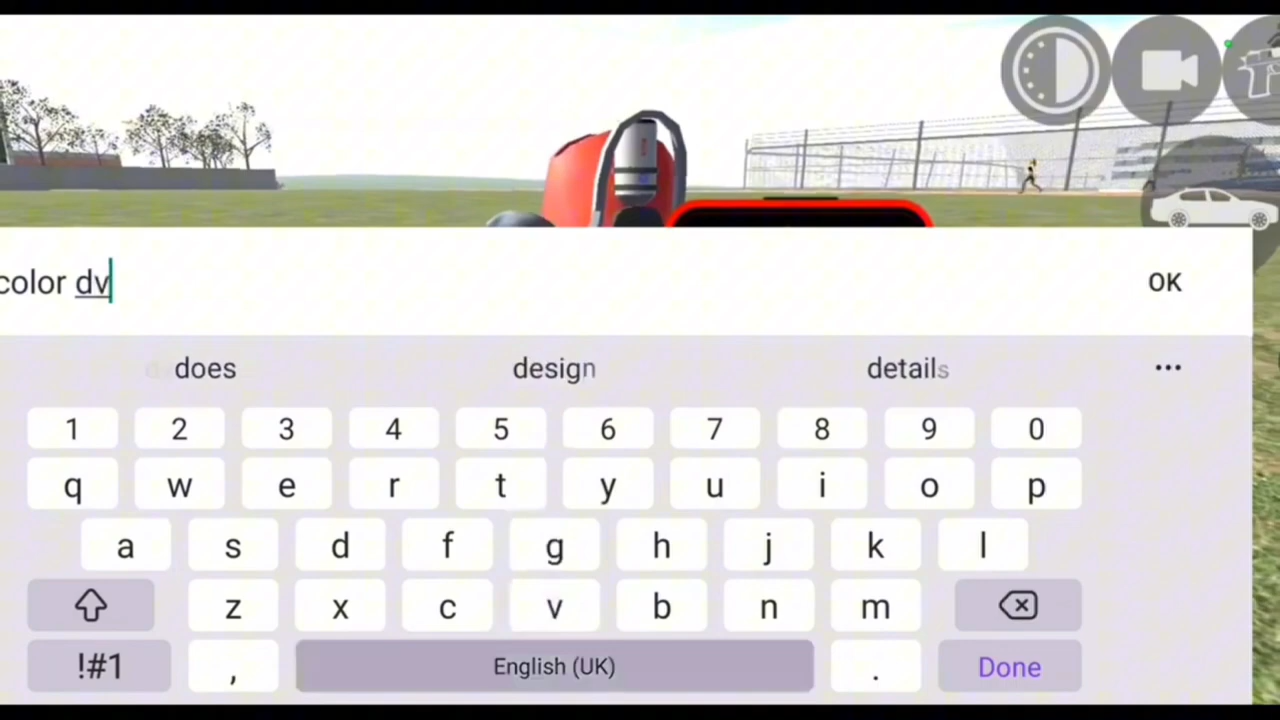 color dv
OK
does design details
1 2 3 4 5 6 7 8 9 0
q w e r t y u i o p
a s d f g h j k l
z x c v b n m
!#1 , English (UK) . Done